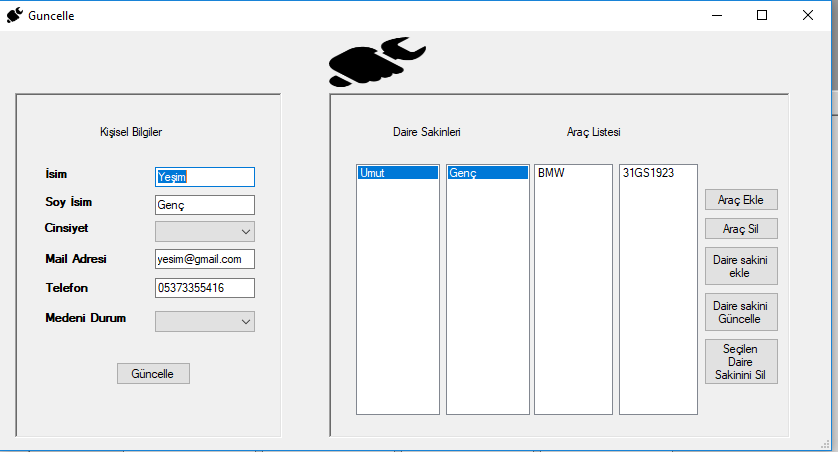 Guncelle
Kişisel Bilgiler
İsim
Yeşim
Soy İsim
Genç
Cinsiyet
Mail Adresi
yesim@gmail.com
Telefon
05373355416
Medeni Durum
Güncelle
Daire Sakinleri
Araç Listesi
Umut
Genç
BMW
31GS1923
Araç Ekle
Araç Sil
Daire sakini
ekle
Daire sakini
Güncelle
Seçilen
Daire
Sakinini Sil